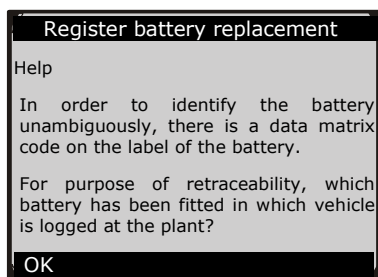 Register battery replacement
Help
In order to identify the battery
unambiguously, there is a data matrix
code on the label of the battery.
For purpose of retraceability, which
battery has been fitted in which vehicle
is logged at the plant?
OK